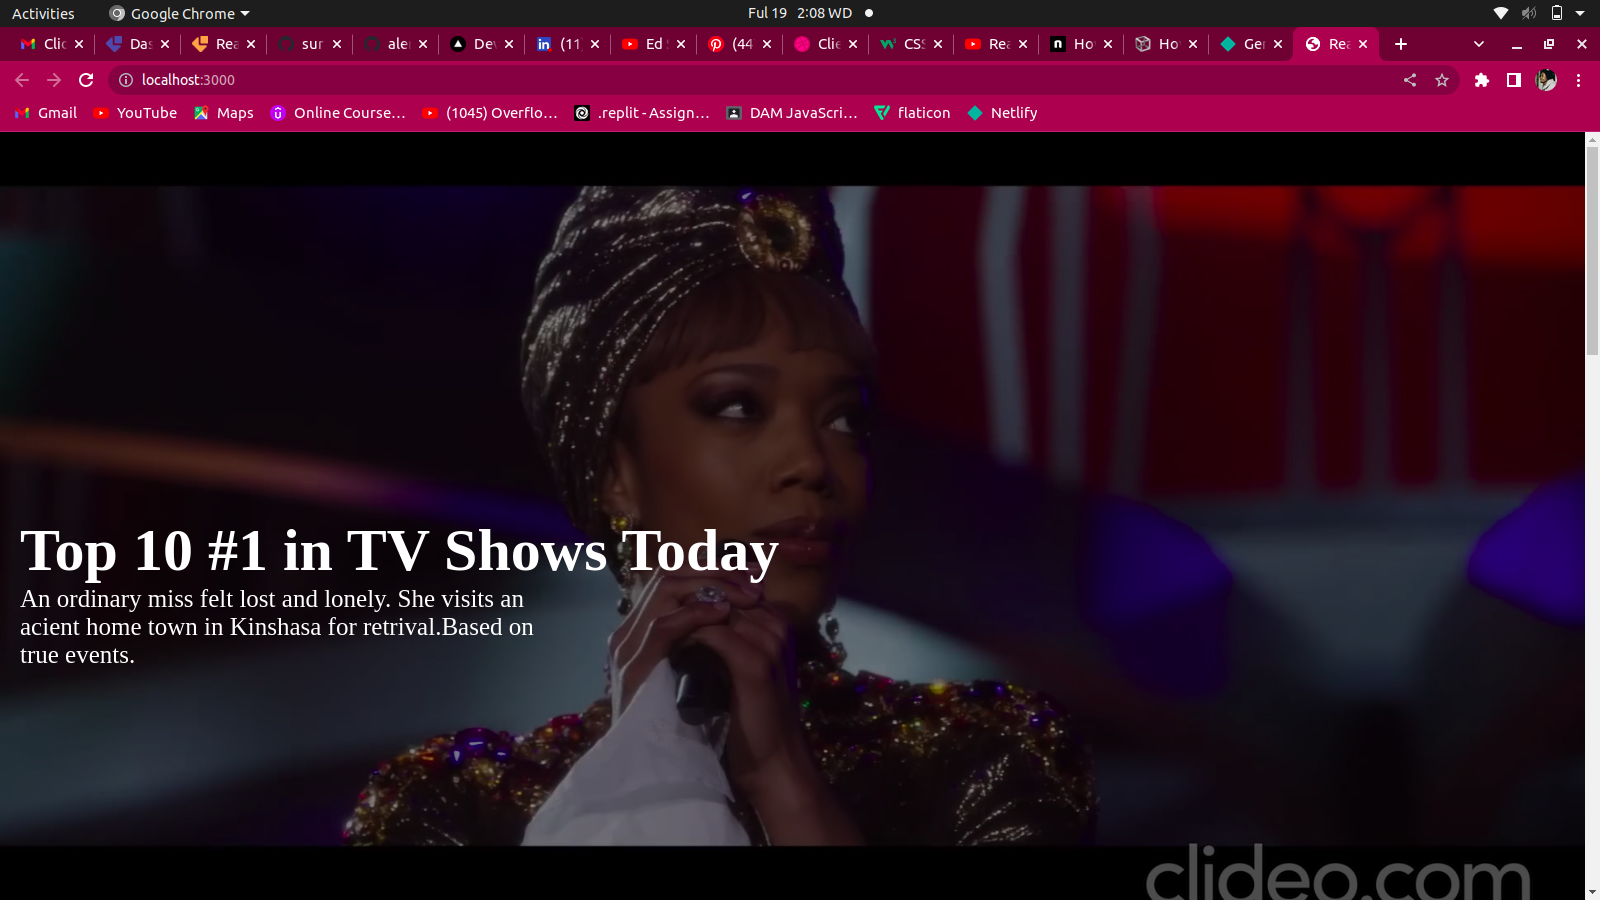 Activities Google Chrome Ful 19 2:08 WD
Clic Das Rea sur ale Dev (11) Ed (44 Clie CSS Rea Ho Ho Ger Rea
localhost:3000
Gmail YouTube Maps Online Course... (1045) Overflo... .replit - Assign... DAM JavaScri... flaticon Netlify
Top 10 #1 in TV Shows Today
An ordinary miss felt lost and lonely. She visits an
acient home town in Kinshasa for retrival.Based on
true events.
clideo.com